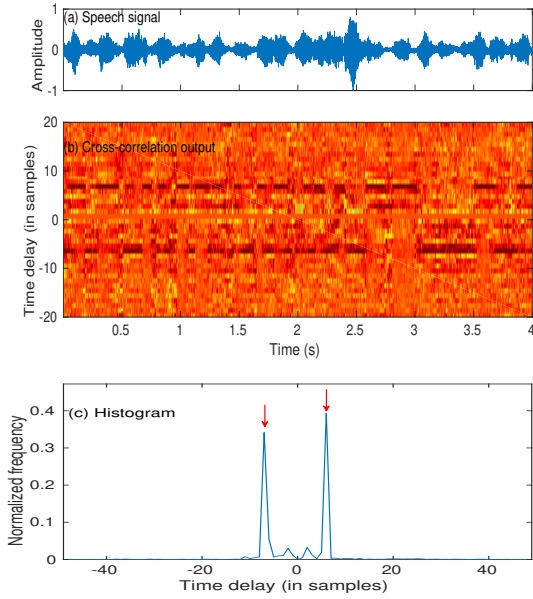 (a) Speech signal
Amplitude
1
0
-1
(b) Cross-correlation output
Time delay (in samples)
20
10
0
-10
-20
0.5 1 1.5 2 2.5 3 3.5 4
Time (s)
(c) Histogram
Normalized frequency
0.4
0.3
0.2
0.1
0
-40 -20 0 20 40
Time delay (in samples)